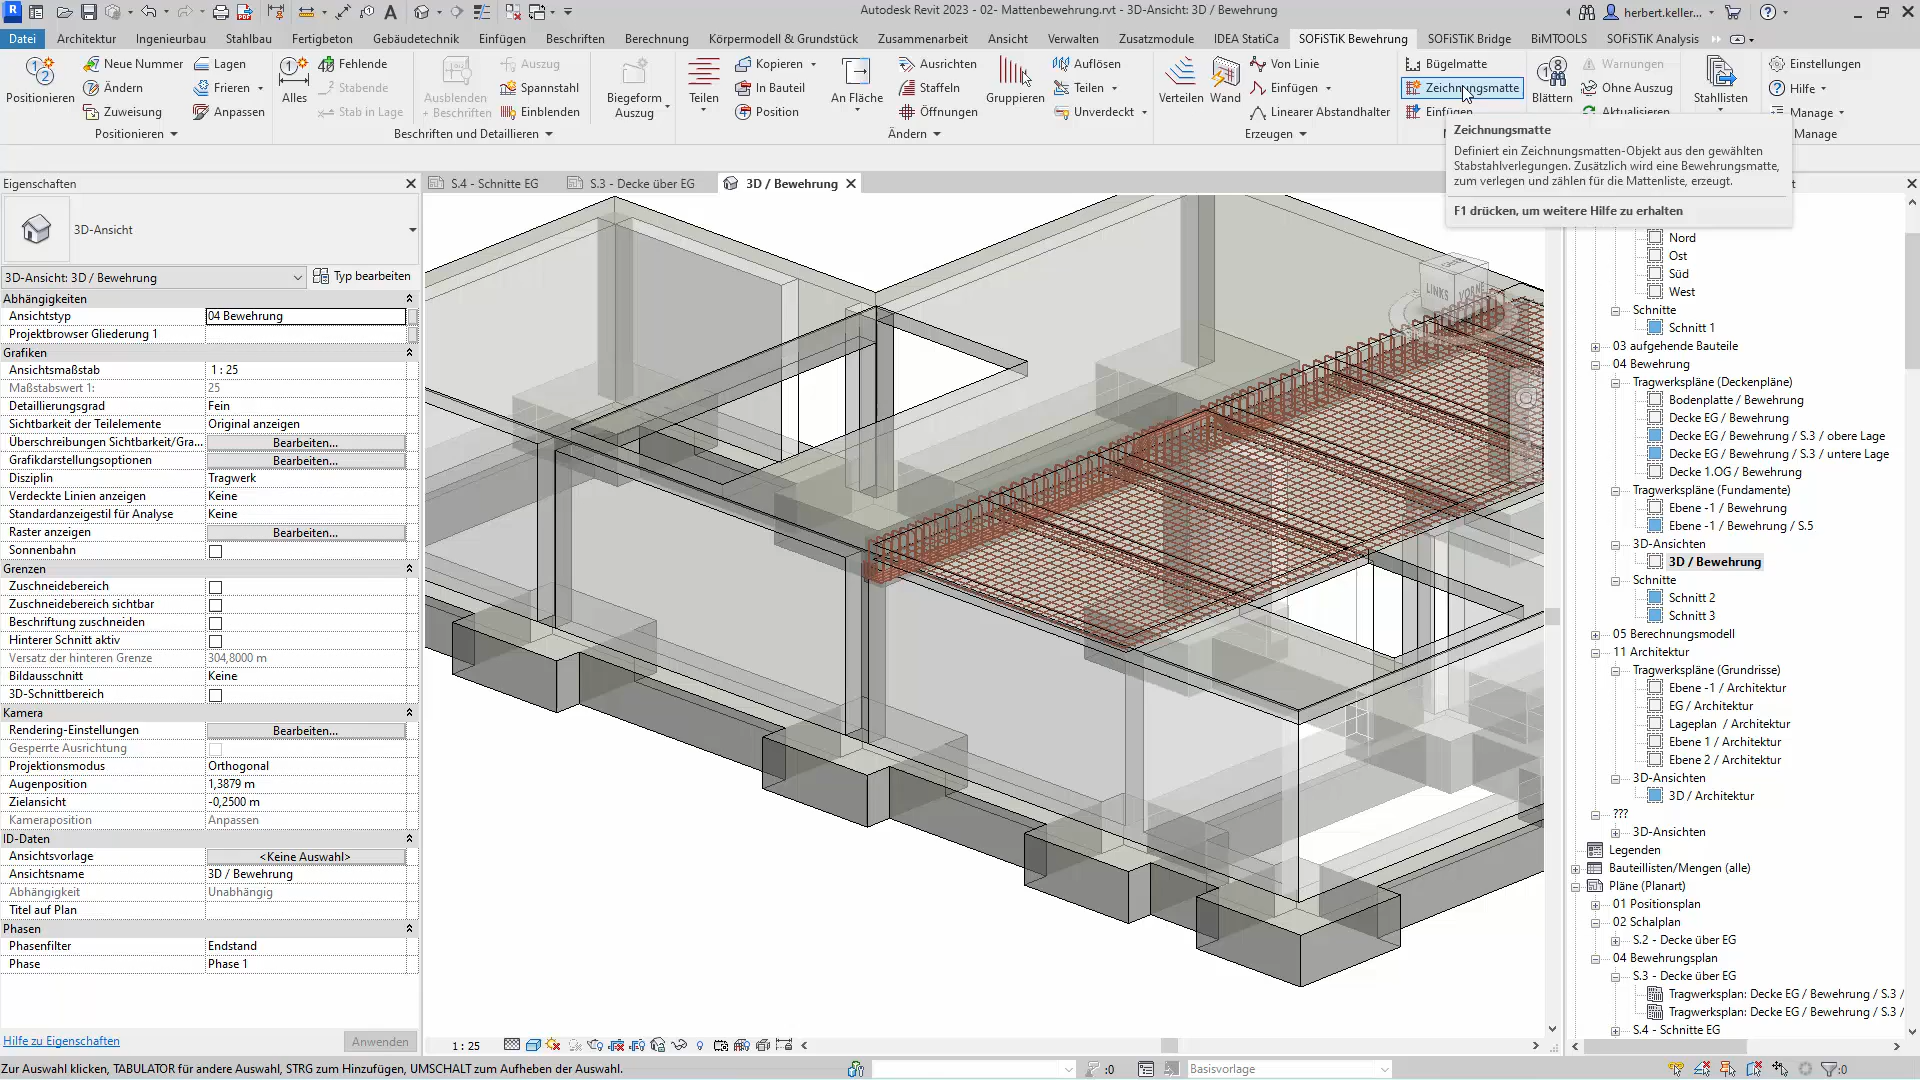 Autodesk Revit 2023 - 02- Mattenbewehrung.rvt - 3D-Ansicht: 3D / Bewehrung
herbert.keller...
Datei Architektur Ingenieurbau Stahlbau Fertigbeton Gebäudetechnik Einfügen Beschriften Berechnung Körpermodell & Grundstück Zusammenarbeit Ansicht Verwalten Zusatzmodule IDEA StatiCa SOFiSTiK Bewehrung SOFiSTiK Bridge BiMTOOLS SOFiSTiK Analysis
Positionieren
Neue Nummer
Ändern
Zuweisung
Lagen
Frieren
Anpassen
Positionieren
Alles
Fehlende
Stabende
Stab in Lage
Ausblenden
+ Beschriften
Auszug
Spannstahl
Einblenden
Beschriften und Detaillieren
Biegeform
Auszug
Teilen
Kopieren
In Bauteil
Position
An Fläche
Ausrichten
Staffeln
Öffnungen
Gruppieren
Auflösen
Teilen
Unverdeckt
Ändern
Verteilen
Wand
Von Linie
Einfügen
Linearer Abstandhalter
Erzeugen
Bügelmatte
Zeichnungsmatte
Einfügen
Blättern
Warnungen
Ohne Auszug
Aktualisieren
Stahllisten
Einstellungen
Hilfe
Manage
Manage
Zeichnungsmatte
Definiert ein Zeichnungsmatten-Objekt aus den gewählten
Stabstahlverlegungen. Zusätzlich wird eine Bewehrungsmatte,
zum verlegen und zählen für die Mattenliste, erzeugt.
F1 drücken, um weitere Hilfe zu erhalten
Eigenschaften
3D-Ansicht
3D-Ansicht: 3D / Bewehrung
Typ bearbeiten
Abhängigkeiten
Ansichtstyp 04 Bewehrung
Projektbrowser Gliederung 1
Grafiken
Ansichtsmaßstab 1 : 25
Maßstabswert 1: 25
Detaillierungsgrad Fein
Sichtbarkeit der Teilelemente Original anzeigen
Überschreibungen Sichtbarkeit/Gra... Bearbeiten...
Grafikdarstellungsoptionen Bearbeiten...
Disziplin Tragwerk
Verdeckte Linien anzeigen Keine
Standardanzeigestil für Analyse Keine
Raster anzeigen Bearbeiten...
Sonnenbahn
Grenzen
Zuschneidebereich
Zuschneidebereich sichtbar
Beschriftung zuschneiden
Hinterer Schnitt aktiv
Versatz der hinteren Grenze 304,8000 m
Bildausschnitt Keine
3D-Schnittbereich
Kamera
Rendering-Einstellungen Bearbeiten...
Gesperrte Ausrichtung
Projektionsmodus Orthogonal
Augenposition 1,3879 m
Zielansicht -0,2500 m
Kameraposition Anpassen
ID-Daten
Ansichtsvorlage <Keine Auswahl>
Ansichtsname 3D / Bewehrung
Abhängigkeit Unabhängig
Titel auf Plan
Phasen
Phasenfilter Endstand
Phase Phase 1
Hilfe zu Eigenschaften
Anwenden
S.4 - Schnitte EG
S.3 - Decke über EG
3D / Bewehrung
LINKS VORNE
1 : 25
Nord
Ost
Süd
West
Schnitte
Schnitt 1
03 aufgehende Bauteile
04 Bewehrung
Tragwerkspläne (Deckenpläne)
Bodenplatte / Bewehrung
Decke EG / Bewehrung
Decke EG / Bewehrung / S.3 / obere Lage
Decke EG / Bewehrung / S.3 / untere Lage
Decke 1.OG / Bewehrung
Tragwerkspläne (Fundamente)
Ebene -1 / Bewehrung
Ebene -1 / Bewehrung / S.5
3D-Ansichten
3D / Bewehrung
Schnitte
Schnitt 2
Schnitt 3
05 Berechnungsmodell
11 Architektur
Tragwerkspläne (Grundrisse)
Ebene -1 / Architektur
EG / Architektur
Lageplan / Architektur
Ebene 1 / Architektur
Ebene 2 / Architektur
3D-Ansichten
3D / Architektur
???
3D-Ansichten
Legenden
Bauteillisten/Mengen (alle)
Pläne (Planart)
01 Positionsplan
02 Schalplan
S.2 - Decke über EG
04 Bewehrungsplan
S.3 - Decke über EG
Tragwerksplan: Decke EG / Bewehrung / S.3 /
Tragwerksplan: Decke EG / Bewehrung / S.3 /
S.4 - Schnitte EG
Zur Auswahl klicken, TABULATOR für andere Auswahl, STRG zum Hinzufügen, UMSCHALT zum Aufheben der Auswahl.
:0
Basisvorlage
:0